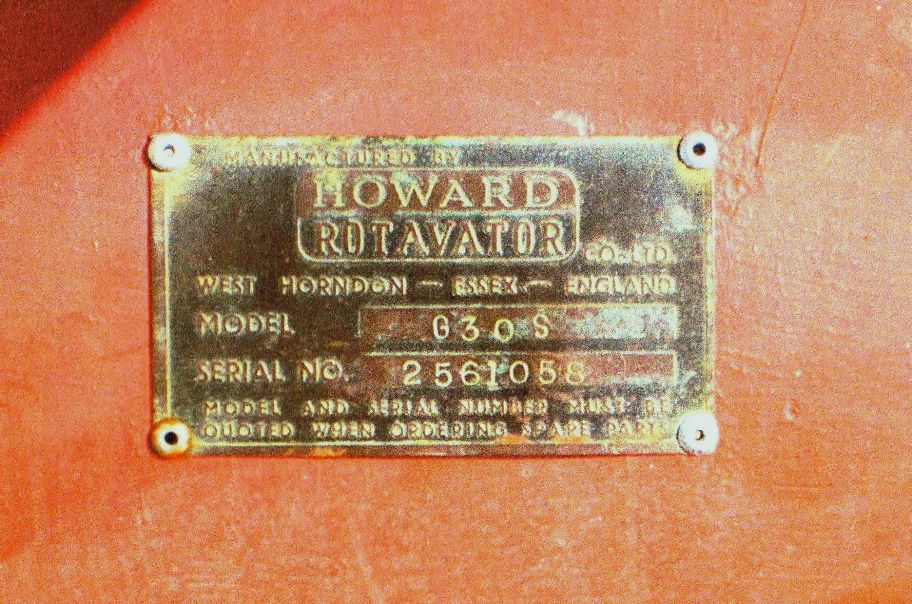 MANUFACTURED BY
HOWARD
ROTAVATOR
CO. LTD.
WEST HORNDON - ESSEX - ENGLAND
MODEL G30S
SERIAL NO. 2561058
MODEL AND SERIAL NUMBER MUST BE
QUOTED WHEN ORDERING SPARE PARTS